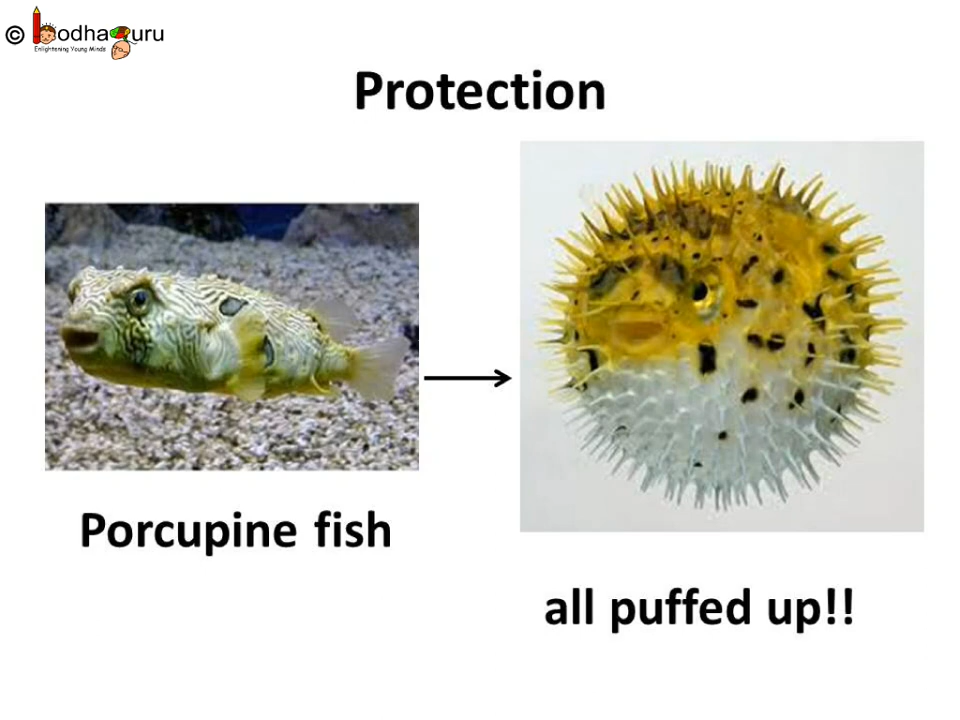 © BodhaGuru
Enlightening Young Minds
Protection
Porcupine fish
all puffed up!!